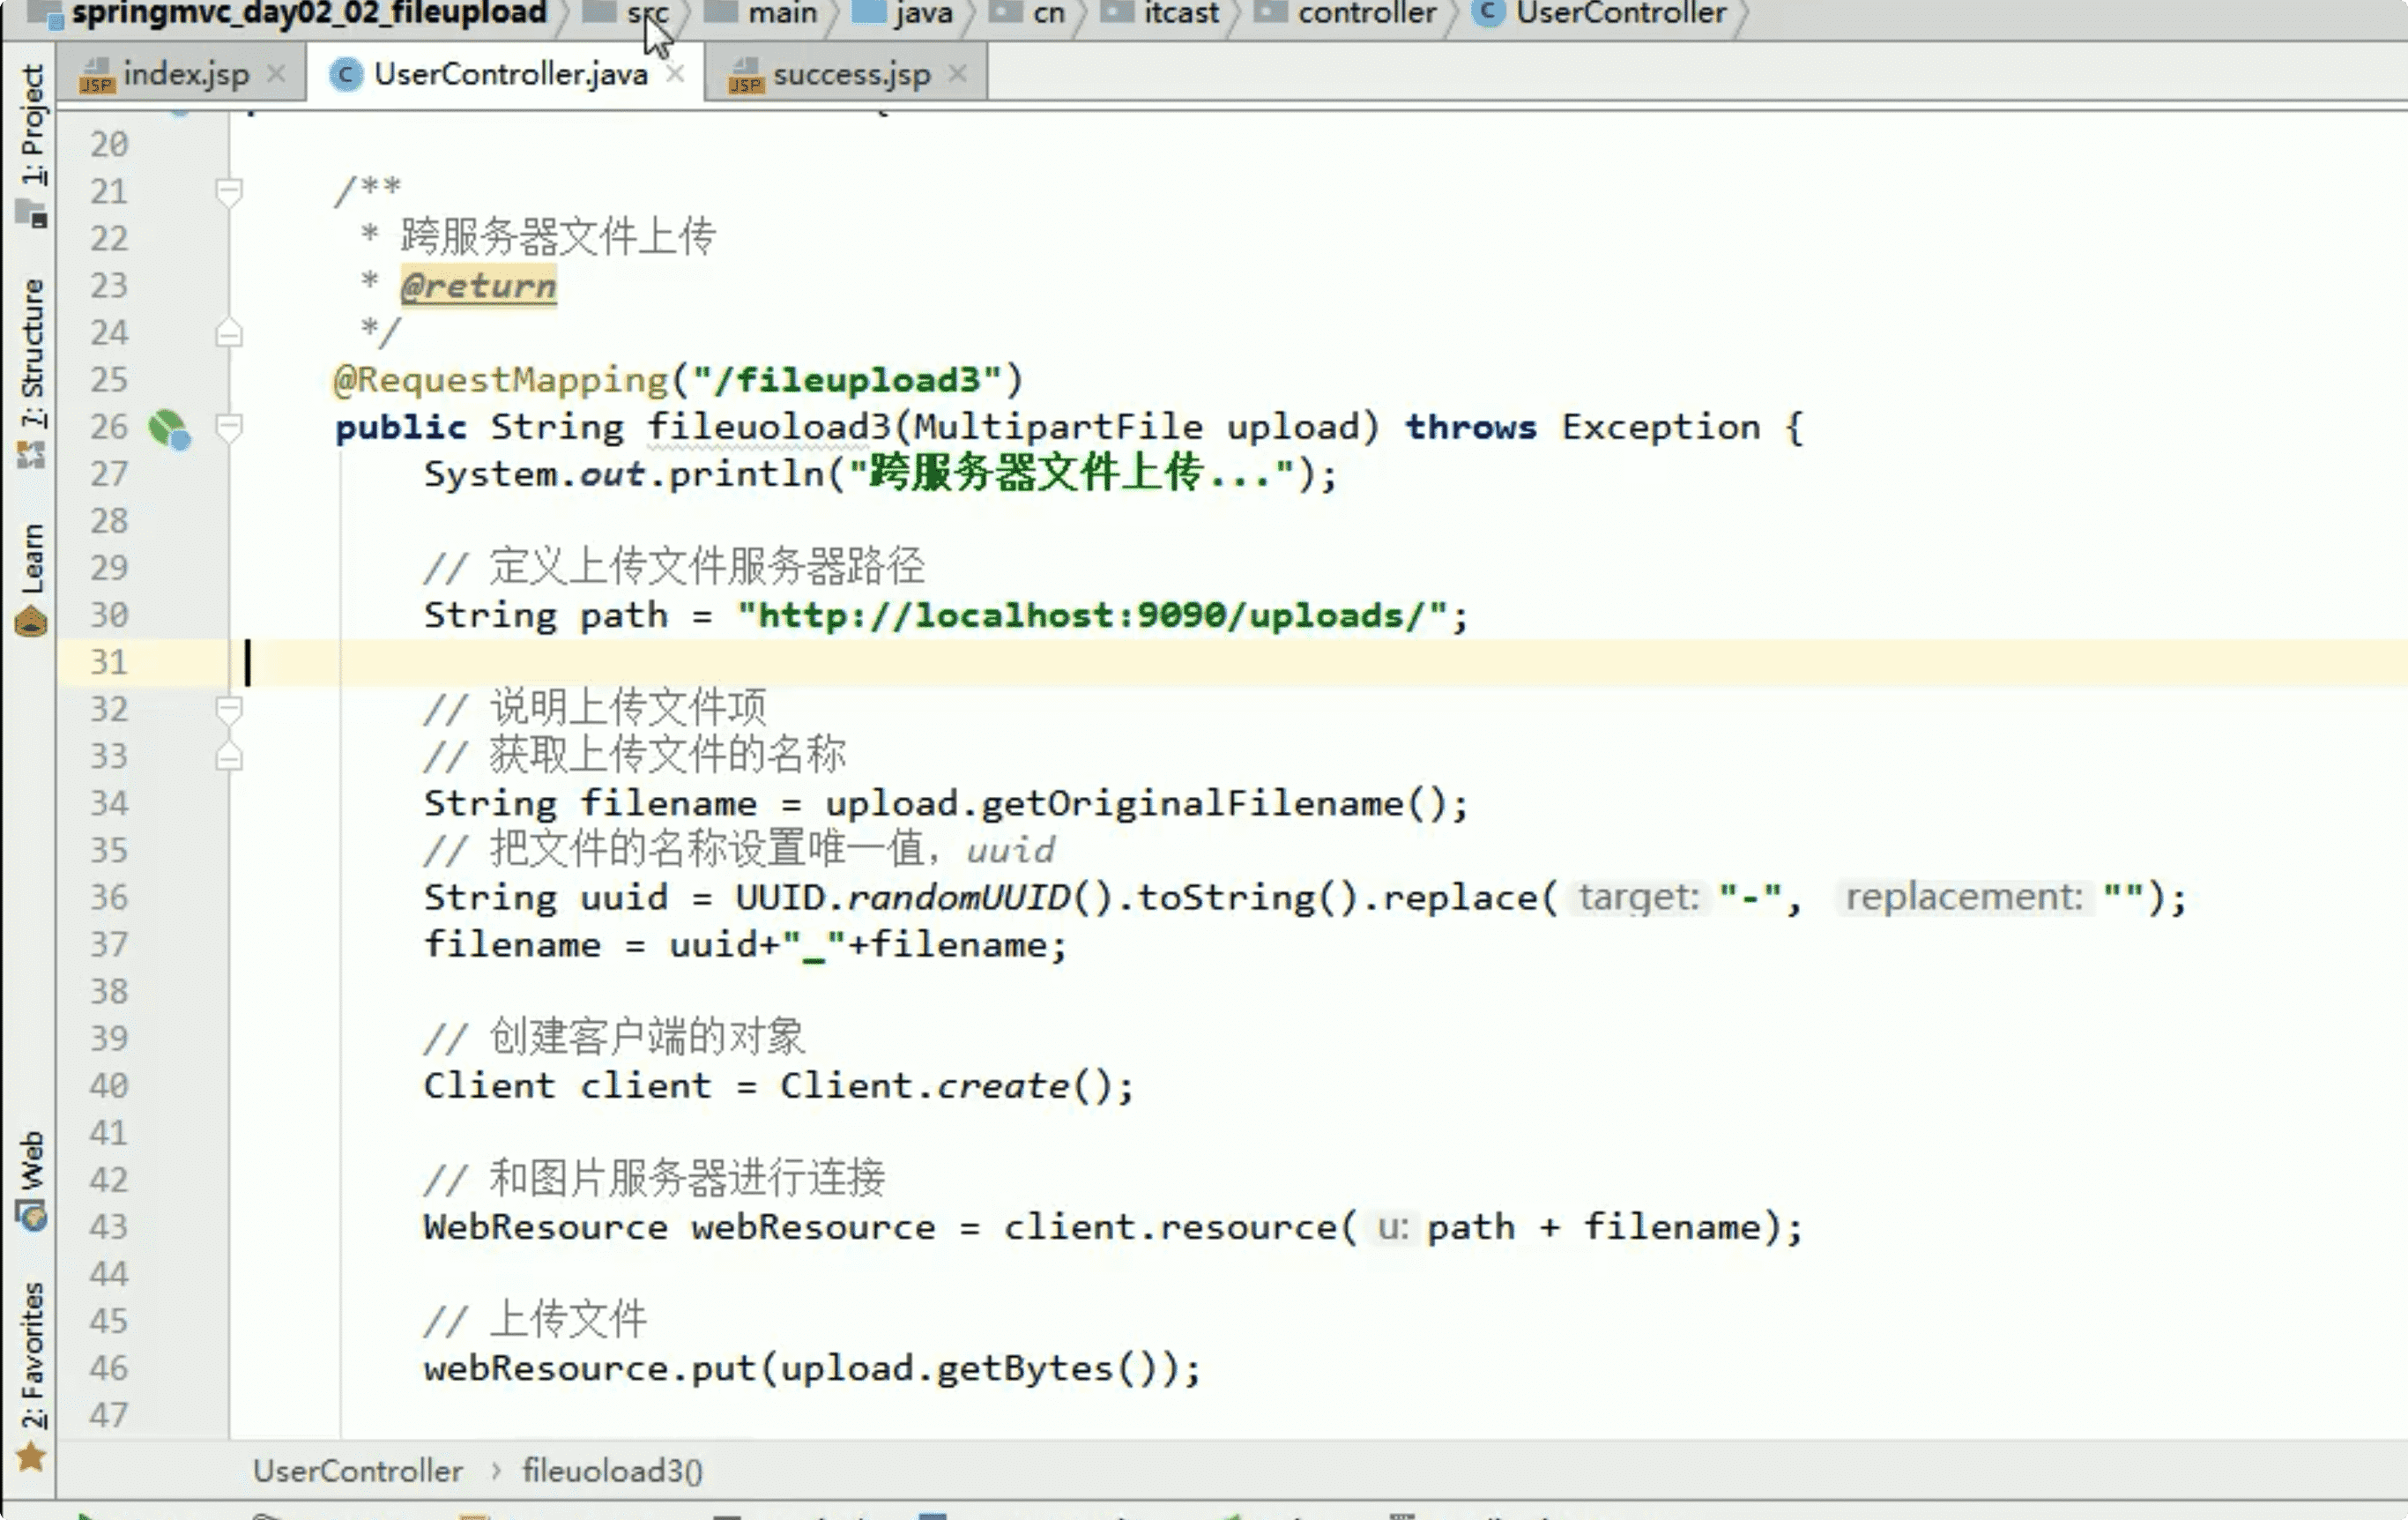 springmvc_day02_02_fileupload src main java cn itcast controller UserController
index.jsp UserController.java success.jsp
1: Project
7: Structure
Learn
Web
2: Favorites
20
21 /**
22 * 跨服务器文件上传
23 * @return
24 */
25 @RequestMapping("/fileupload3")
26 public String fileuoload3(MultipartFile upload) throws Exception {
27 System.out.println("跨服务器文件上传...");
28
29 // 定义上传文件服务器路径
30 String path = "http://localhost:9090/uploads/";
31
32 // 说明上传文件项
33 // 获取上传文件的名称
34 String filename = upload.getOriginalFilename();
35 // 把文件的名称设置唯一值，uuid
36 String uuid = UUID.randomUUID().toString().replace( target: "-", replacement: "");
37 filename = uuid+"_"+filename;
38
39 // 创建客户端的对象
40 Client client = Client.create();
41
42 // 和图片服务器进行连接
43 WebResource webResource = client.resource( u: path + filename);
44
45 // 上传文件
46 webResource.put(upload.getBytes());
47
UserController › fileuoload3()